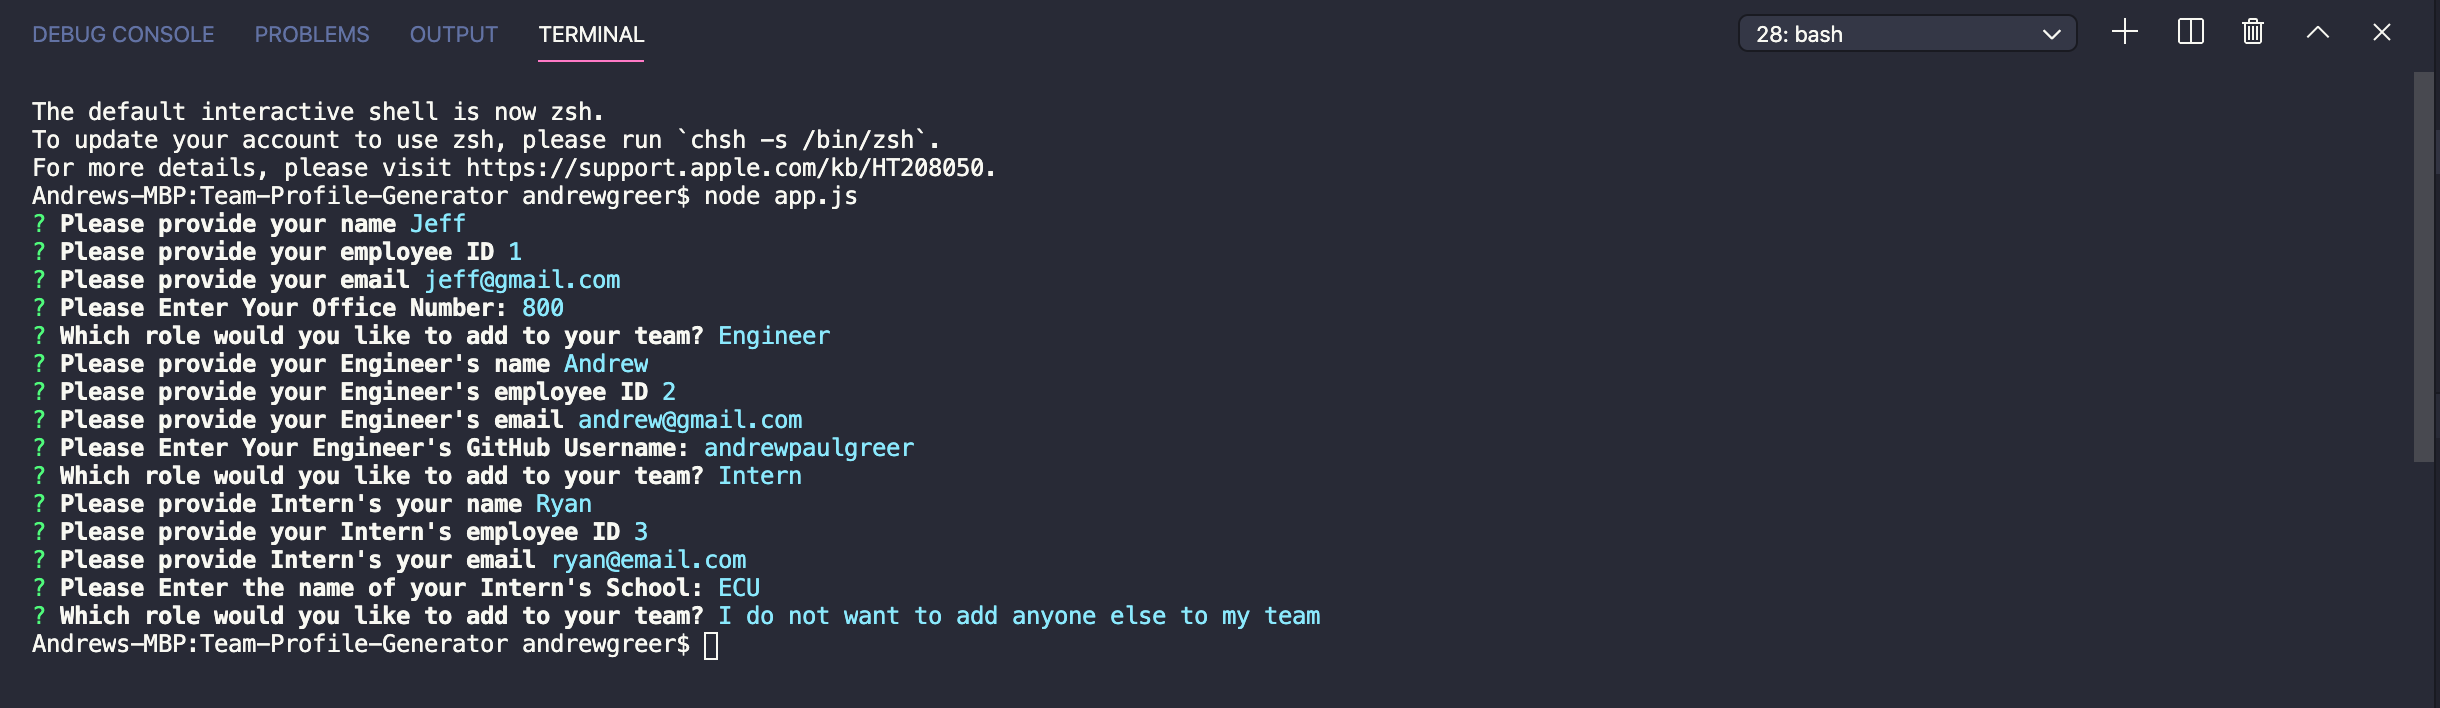 DEBUG CONSOLE PROBLEMS OUTPUT TERMINAL 28: bash
The default interactive shell is now zsh.
To update your account to use zsh, please run `chsh -s /bin/zsh`.
For more details, please visit https://support.apple.com/kb/HT208050.
Andrews-MBP:Team-Profile-Generator andrewgreer$ node app.js
? Please provide your name Jeff
? Please provide your employee ID 1
? Please provide your email jeff@gmail.com
? Please Enter Your Office Number: 800
? Which role would you like to add to your team? Engineer
? Please provide your Engineer's name Andrew
? Please provide your Engineer's employee ID 2
? Please provide your Engineer's email andrew@gmail.com
? Please Enter Your Engineer's GitHub Username: andrewpaulgreer
? Which role would you like to add to your team? Intern
? Please provide Intern's your name Ryan
? Please provide your Intern's employee ID 3
? Please provide Intern's your email ryan@email.com
? Please Enter the name of your Intern's School: ECU
? Which role would you like to add to your team? I do not want to add anyone else to my team
Andrews-MBP:Team-Profile-Generator andrewgreer$